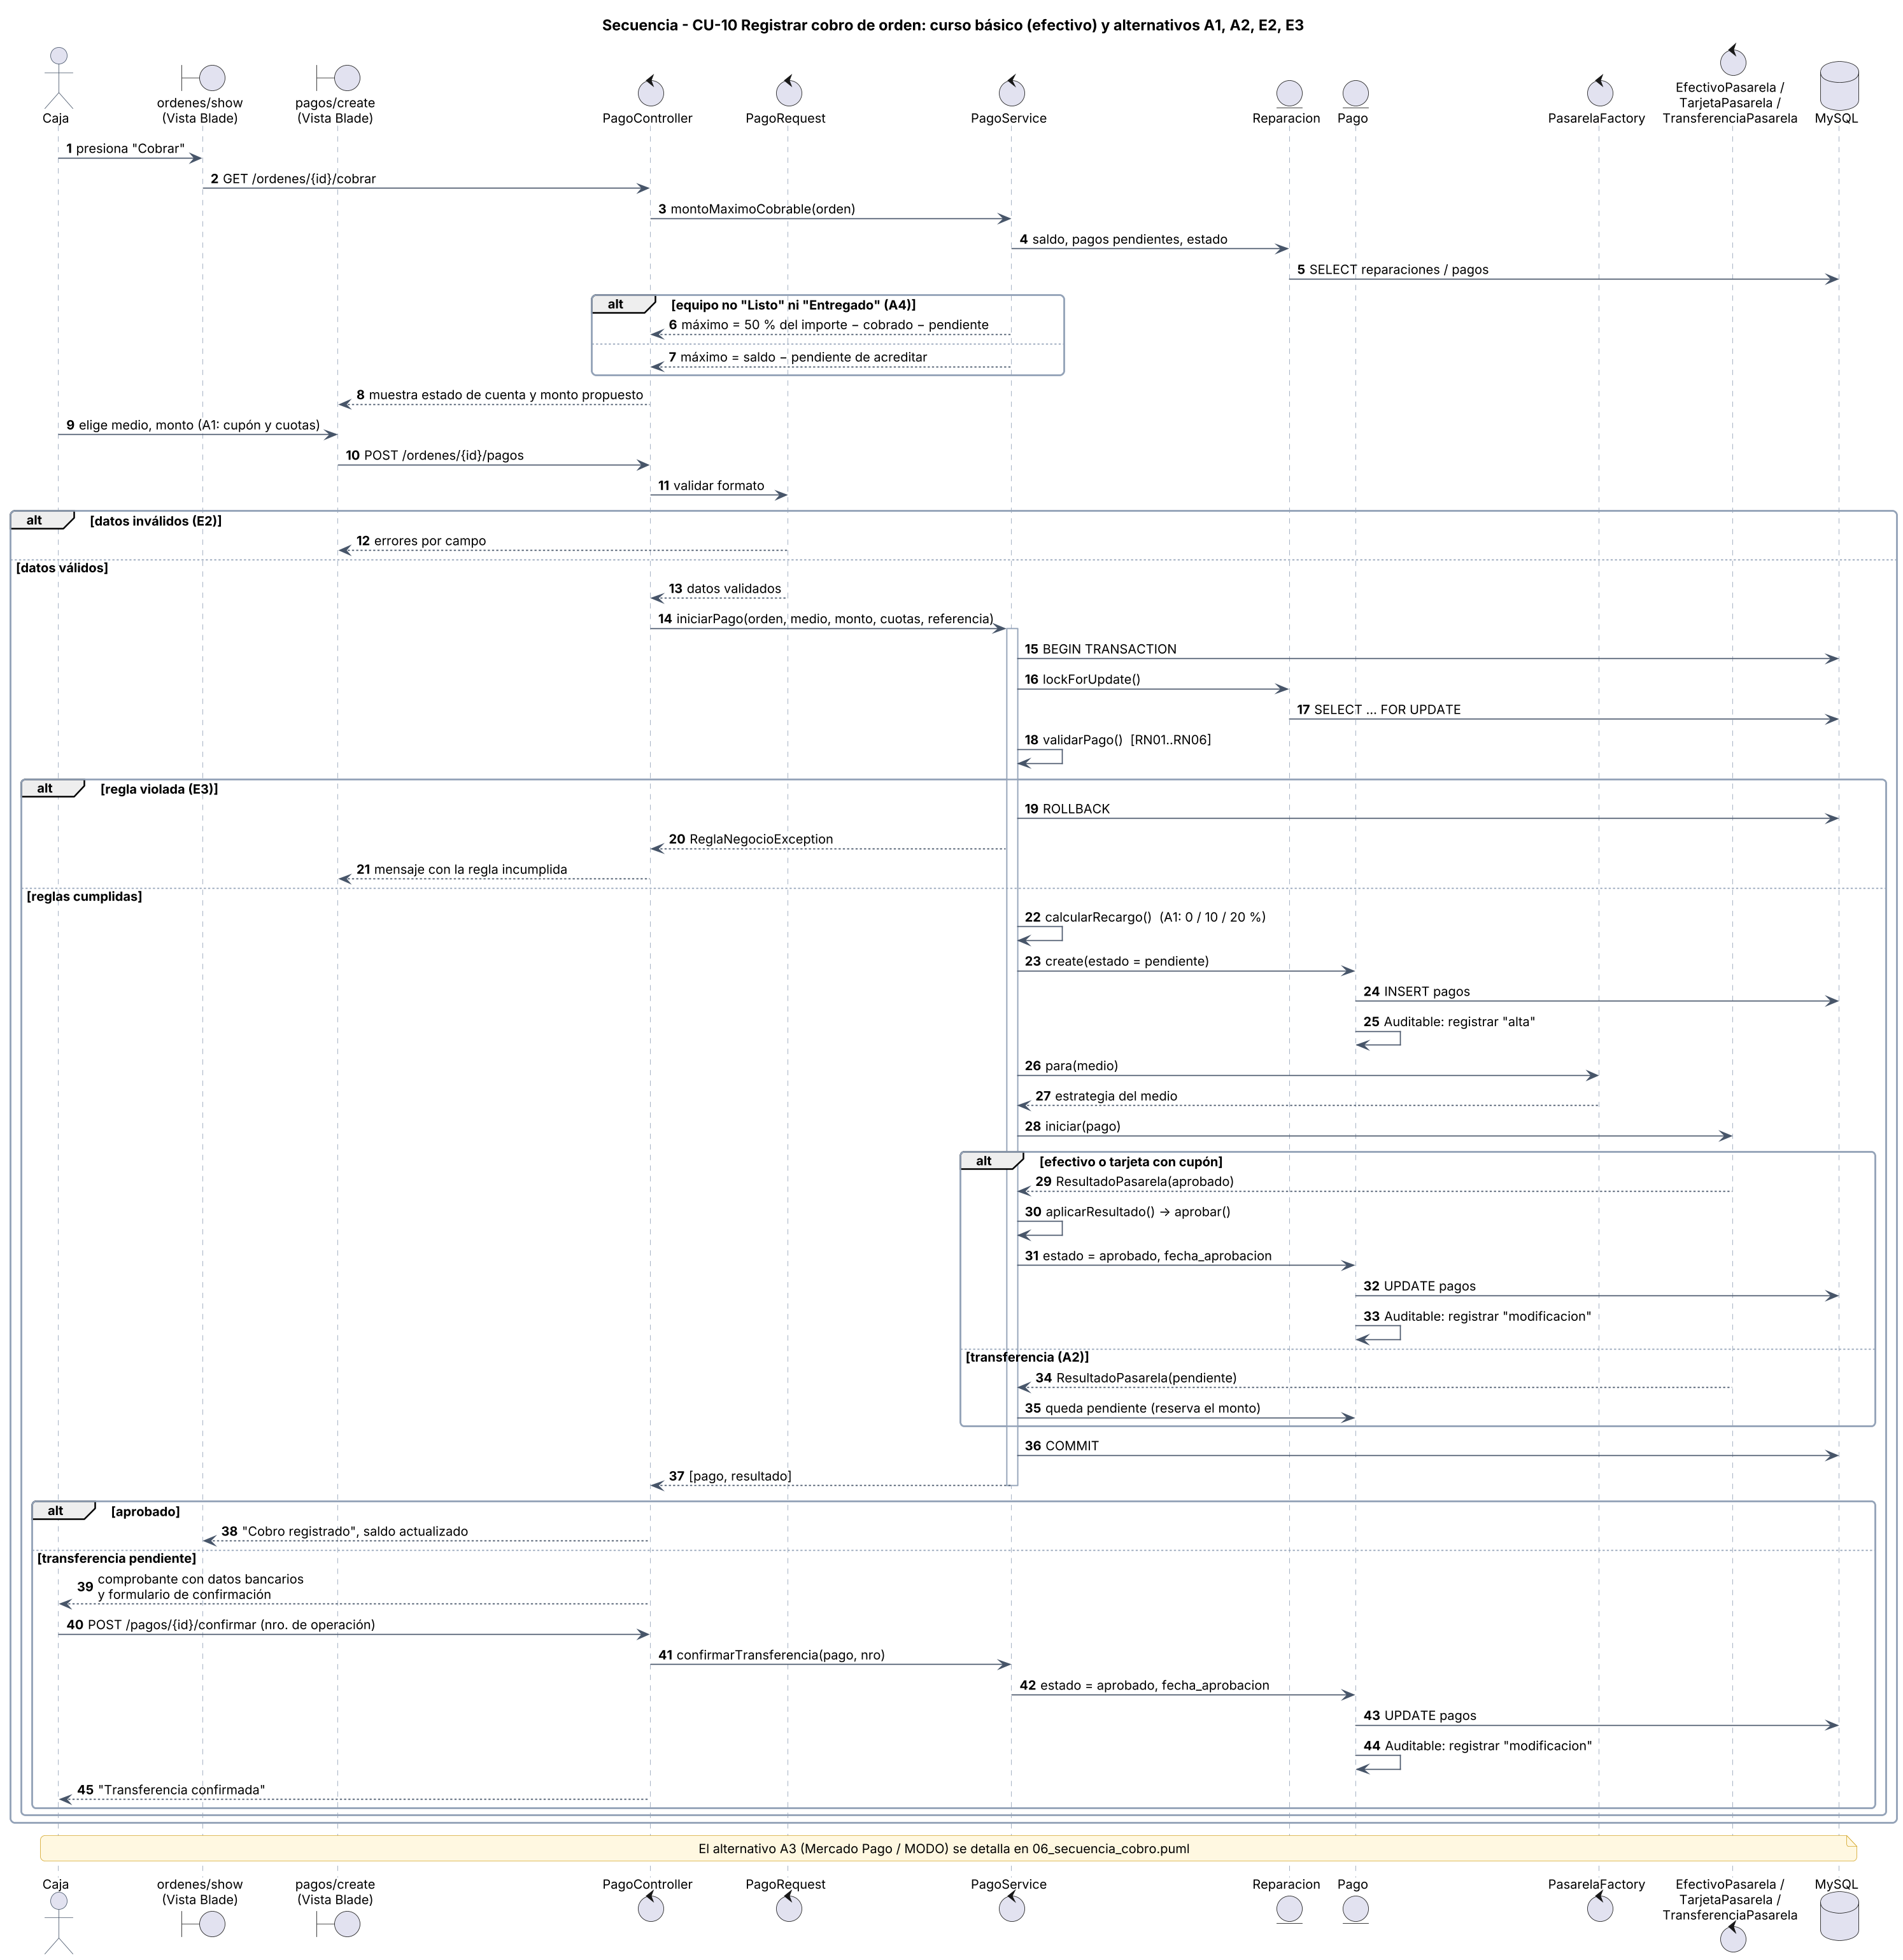 Secuencia - CU-10 Registrar cobro de orden: curso básico (efectivo) y alternativos A1, A2, E2, E3
Caja
ordenes/show
(Vista Blade)
pagos/create
(Vista Blade)
PagoController
PagoRequest
PagoService
Reparacion
Pago
PasarelaFactory
EfectivoPasarela /
TarjetaPasarela /
TransferenciaPasarela
MySQL
1 presiona "Cobrar"
2 GET /ordenes/{id}/cobrar
3 montoMaximoCobrable(orden)
4 saldo, pagos pendientes, estado
5 SELECT reparaciones / pagos
alt [equipo no "Listo" ni "Entregado" (A4)]
6 máximo = 50 % del importe − cobrado − pendiente
7 máximo = saldo − pendiente de acreditar
8 muestra estado de cuenta y monto propuesto
9 elige medio, monto (A1: cupón y cuotas)
10 POST /ordenes/{id}/pagos
11 validar formato
alt [datos inválidos (E2)]
12 errores por campo
[datos válidos]
13 datos validados
14 iniciarPago(orden, medio, monto, cuotas, referencia)
15 BEGIN TRANSACTION
16 lockForUpdate()
17 SELECT ... FOR UPDATE
18 validarPago() [RN01..RN06]
alt [regla violada (E3)]
19 ROLLBACK
20 ReglaNegocioException
21 mensaje con la regla incumplida
[reglas cumplidas]
22 calcularRecargo() (A1: 0 / 10 / 20 %)
23 create(estado = pendiente)
24 INSERT pagos
25 Auditable: registrar "alta"
26 para(medio)
27 estrategia del medio
28 iniciar(pago)
alt [efectivo o tarjeta con cupón]
29 ResultadoPasarela(aprobado)
30 aplicarResultado() → aprobar()
31 estado = aprobado, fecha_aprobacion
32 UPDATE pagos
33 Auditable: registrar "modificacion"
[transferencia (A2)]
34 ResultadoPasarela(pendiente)
35 queda pendiente (reserva el monto)
36 COMMIT
37 [pago, resultado]
alt [aprobado]
38 "Cobro registrado", saldo actualizado
[transferencia pendiente]
39 comprobante con datos bancarios
y formulario de confirmación
40 POST /pagos/{id}/confirmar (nro. de operación)
41 confirmarTransferencia(pago, nro)
42 estado = aprobado, fecha_aprobacion
43 UPDATE pagos
44 Auditable: registrar "modificacion"
45 "Transferencia confirmada"
El alternativo A3 (Mercado Pago / MODO) se detalla en 06_secuencia_cobro.puml
Caja
ordenes/show
(Vista Blade)
pagos/create
(Vista Blade)
PagoController
PagoRequest
PagoService
Reparacion
Pago
PasarelaFactory
EfectivoPasarela /
TarjetaPasarela /
TransferenciaPasarela
MySQL